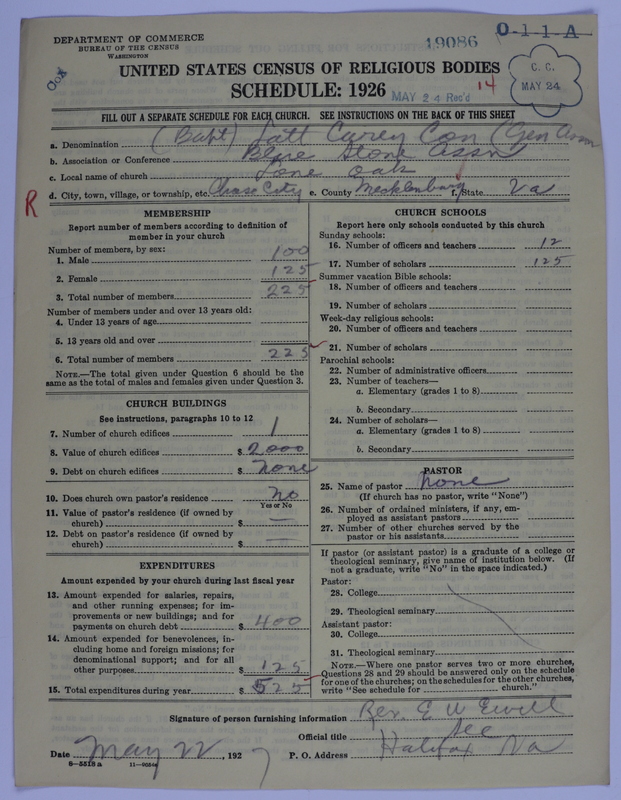 DEPARTMENT OF COMMERCE
BUREAU OF THE CENSUS
WASHINGTON
19086
0-1-1-A
UNITED STATES CENSUS OF RELIGIOUS BODIES
SCHEDULE: 1926
MAY 24 Rec'd
14
C. C.
MAY 24
FILL OUT A SEPARATE SCHEDULE FOR EACH CHURCH. SEE INSTRUCTIONS ON THE BACK OF THIS SHEET
a. Denomination (Bapt) Lott Carey Con (Gen Assn
b. Association or Conference Blue Stone Assn
c. Local name of church Lone Oak
d. City, town, village, or township, etc. Chase City e. County Mecklenburg f. State Va
R
MEMBERSHIP
Report number of members according to definition of
member in your church
Number of members, by sex:
1. Male 100
2. Female 125
3. Total number of members 225
Number of members under and over 13 years old:
4. Under 13 years of age
5. 13 years old and over
6. Total number of members 225
NOTE.—The total given under Question 6 should be the
same as the total of males and females given under Question 3.
CHURCH BUILDINGS
See instructions, paragraphs 10 to 12
7. Number of church edifices 1
8. Value of church edifices $ 2000
9. Debt on church edifices $ none
10. Does church own pastor's residence no
Yes or No
11. Value of pastor's residence (if owned by
church) $ —
12. Debt on pastor's residence (if owned by
church) $ —
EXPENDITURES
Amount expended by your church during last fiscal year
13. Amount expended for salaries, repairs,
and other running expenses; for im-
provements or new buildings; and for
payments on church debt $ 400
14. Amount expended for benevolences, in-
cluding home and foreign missions; for
denominational support; and for all
other purposes $ 125
15. Total expenditures during year $ 525
CHURCH SCHOOLS
Report here only schools conducted by this church
Sunday schools:
16. Number of officers and teachers 12
17. Number of scholars 125
Summer vacation Bible schools:
18. Number of officers and teachers
19. Number of scholars
Week-day religious schools:
20. Number of officers and teachers
21. Number of scholars
Parochial schools:
22. Number of administrative officers
23. Number of teachers—
a. Elementary (grades 1 to 8)
b. Secondary
24. Number of scholars—
a. Elementary (grades 1 to 8)
b. Secondary
PASTOR
25. Name of pastor none
(If church has no pastor, write "None")
26. Number of ordained ministers, if any, em-
ployed as assistant pastors
27. Number of other churches served by the
pastor or his assistants
If pastor (or assistant pastor) is a graduate of a college or
theological seminary, give name of institution below. (If
not a graduate, write "No" in the space indicated.)
Pastor:
28. College
29. Theological seminary
Assistant pastor:
30. College
31. Theological seminary
NOTE.—Where one pastor serves two or more churches,
Questions 28 and 29 should be answered only on the schedule
for one of the churches; on the schedules for the other churches,
write "See schedule for church."
Signature of person furnishing information Rev. E W Ewell
Official title Sec
Date May 22, 1927 P. O. Address Halifax Va
8-5518 a 11-9024